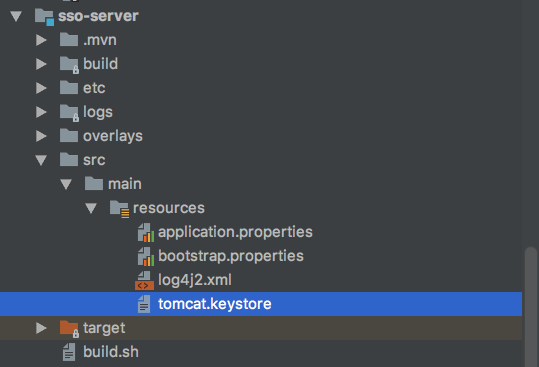 sso-server
.mvn
build
etc
logs
overlays
src
main
resources
application.properties
bootstrap.properties
log4j2.xml
tomcat.keystore
target
build.sh